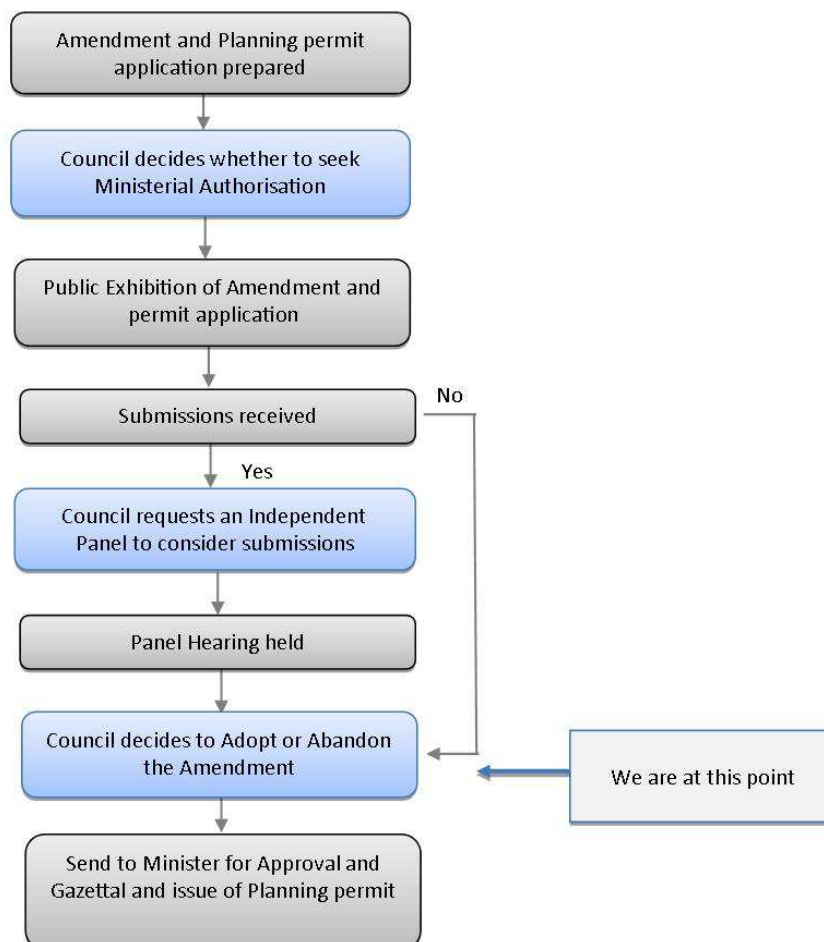 Amendment and Planning permit
application prepared
Council decides whether to seek
Ministerial Authorisation
Public Exhibition of Amendment and
permit application
Submissions received
No
Yes
Council requests an Independent
Panel to consider submissions
Panel Hearing held
Council decides to Adopt or Abandon
the Amendment
We are at this point
Send to Minister for Approval and
Gazettal and issue of Planning permit